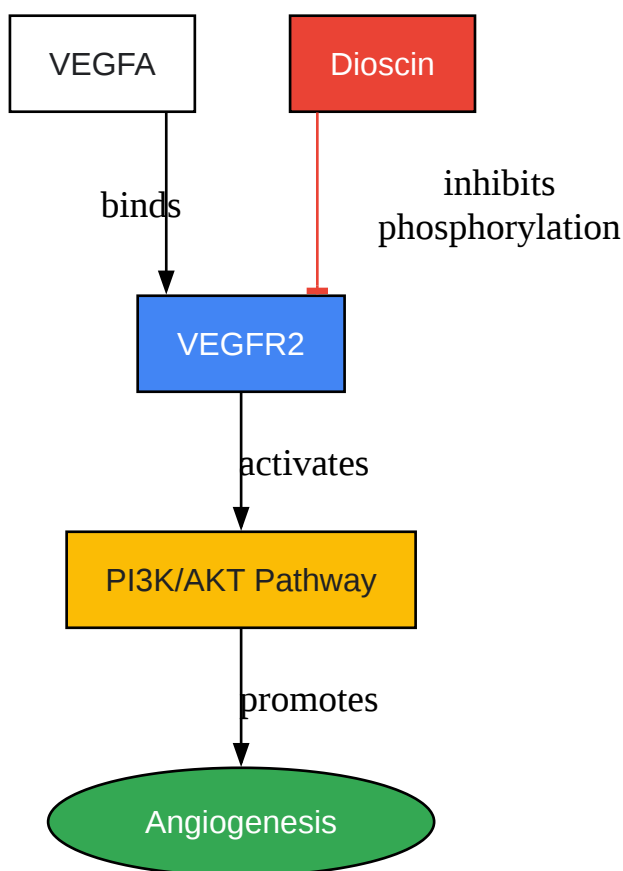 VEGFA
Dioscin
binds
inhibits
phosphorylation
VEGFR2
activates
PI3K/AKT Pathway
promotes
Angiogenesis